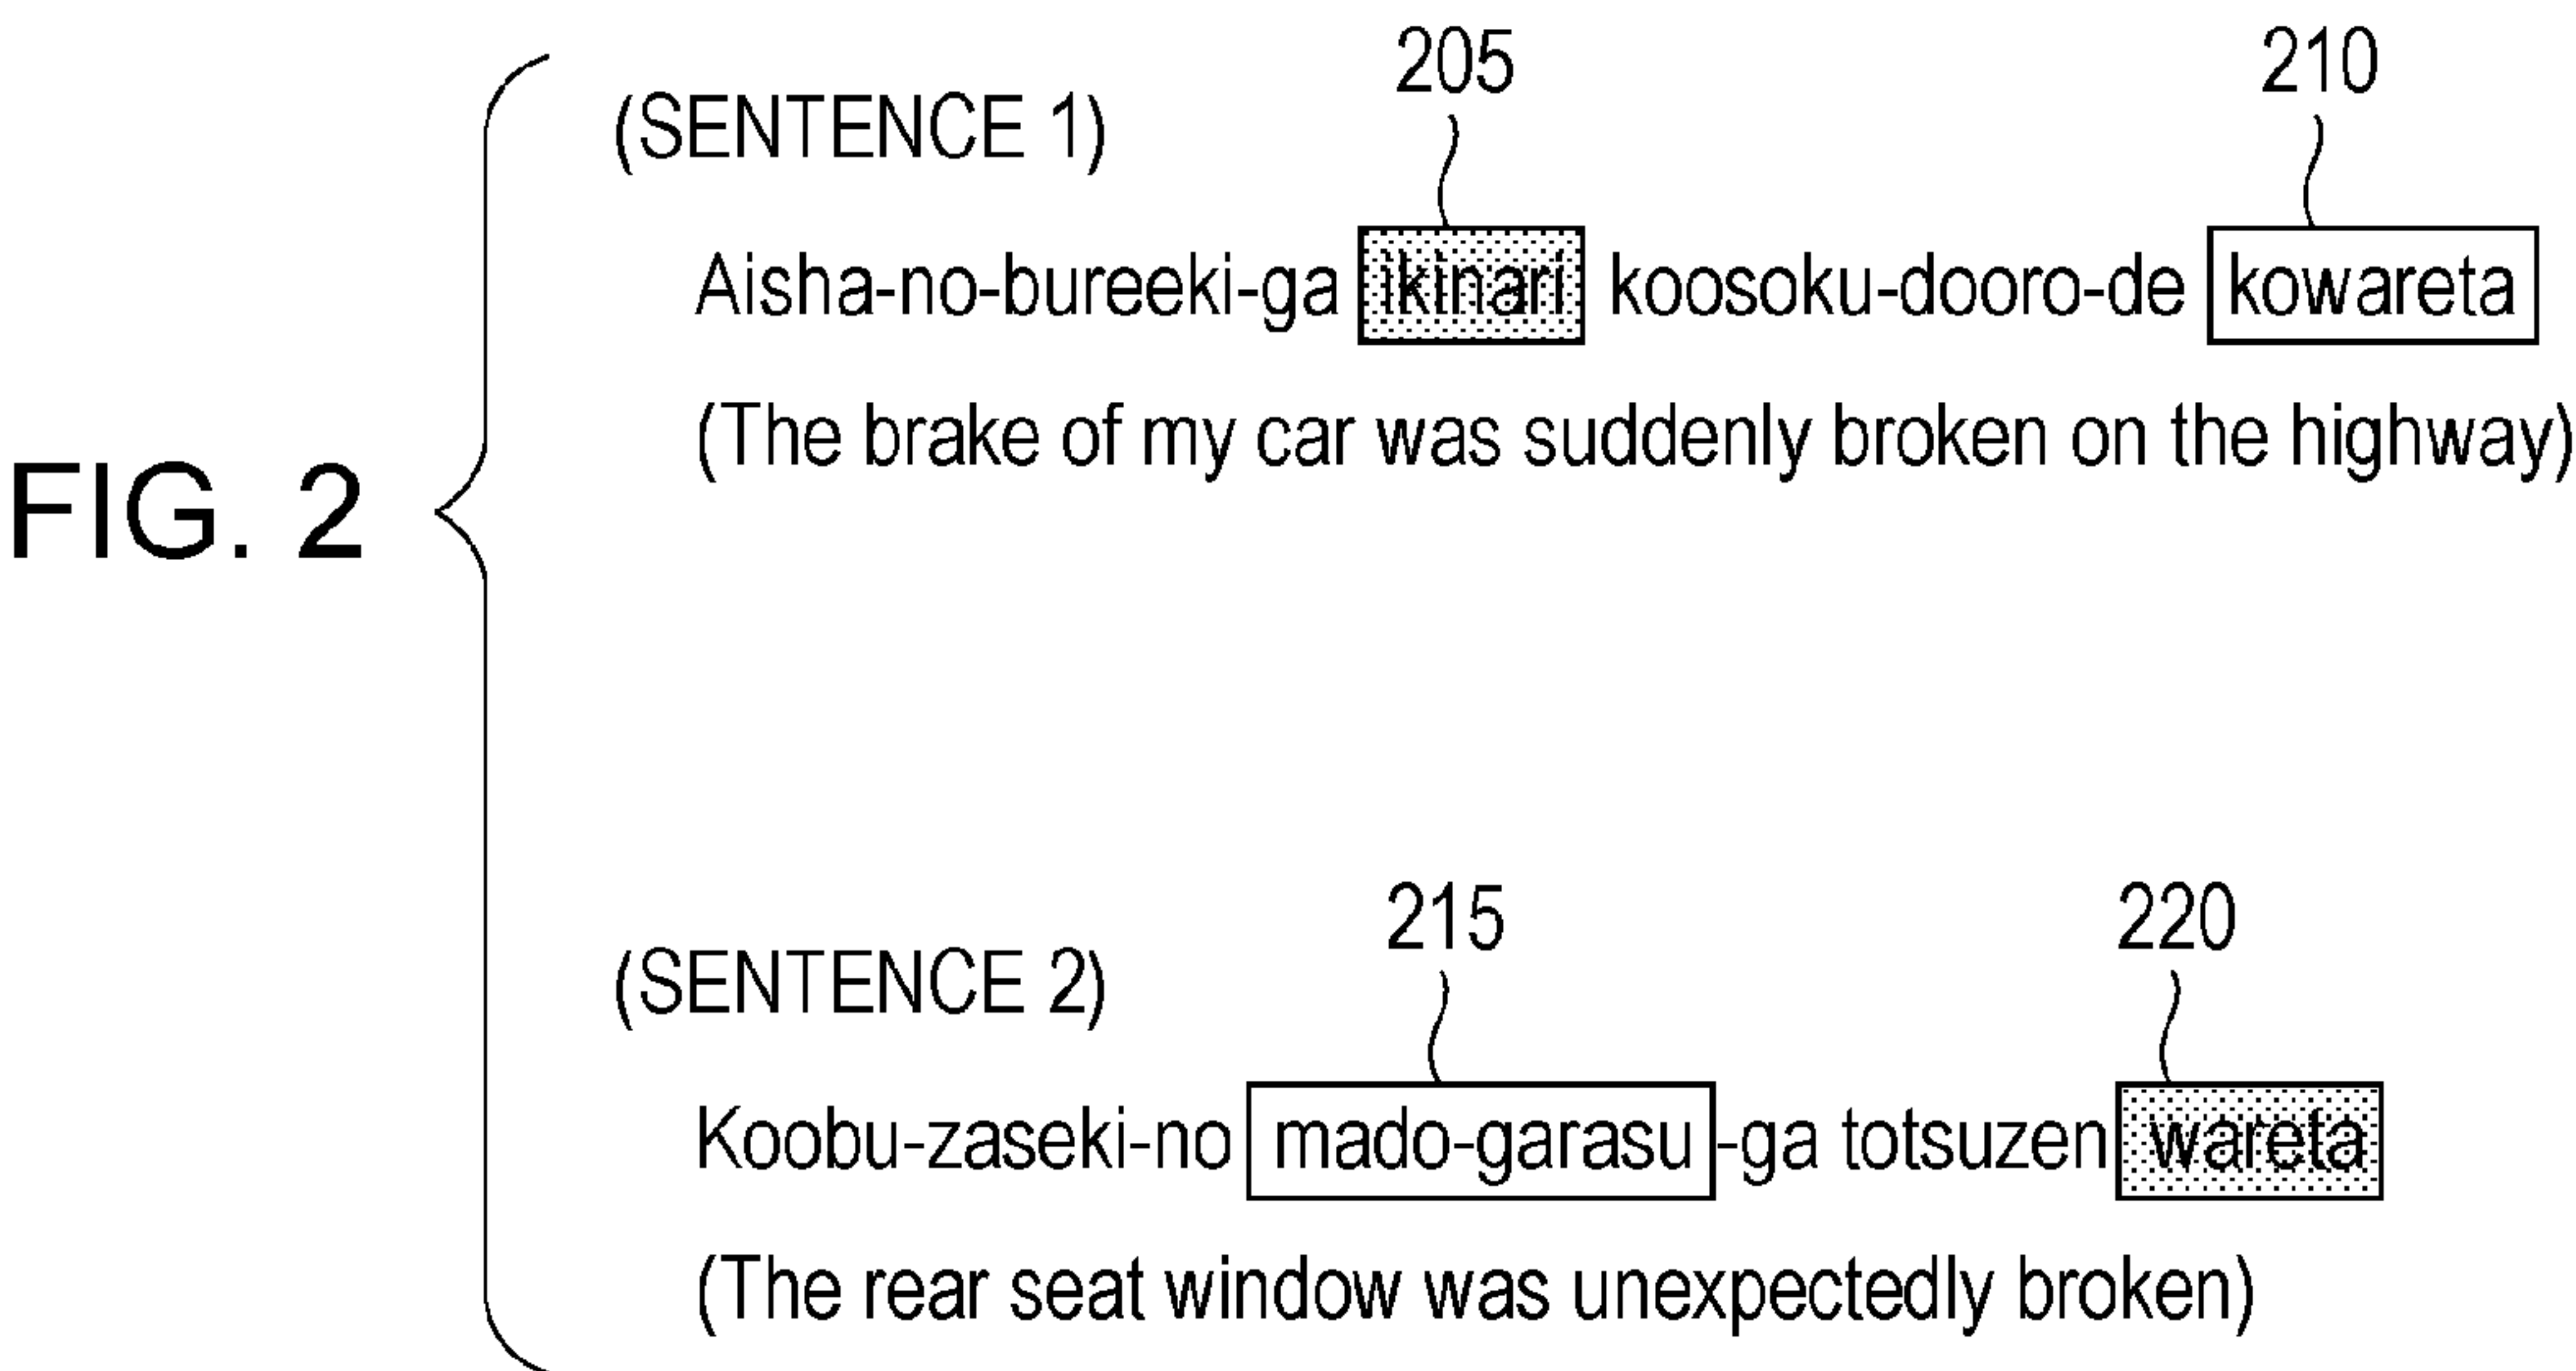 205 210
(SENTENCE 1)
Aisha-no-bureeki-ga ikinari koosoku-dooro-de kowareta
(The brake of my car was suddenly broken on the highway)
FIG. 2
215 220
(SENTENCE 2)
Koobu-zaseki-no mado-garasu-ga totsuzen wareta
(The rear seat window was unexpectedly broken)